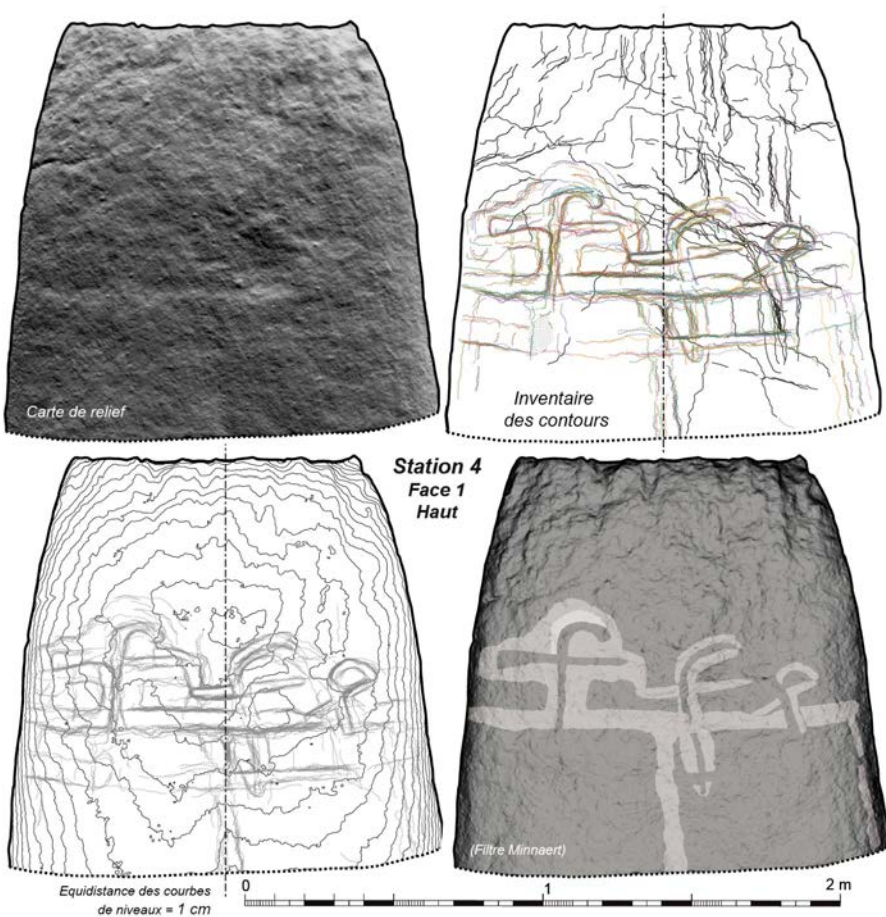 Carte de relief
Inventaire
des contours
Station 4
Face 1
Haut
(Filtre Minnaert)
Equidistance des courbes
de niveaux = 1 cm
0
1
2 m